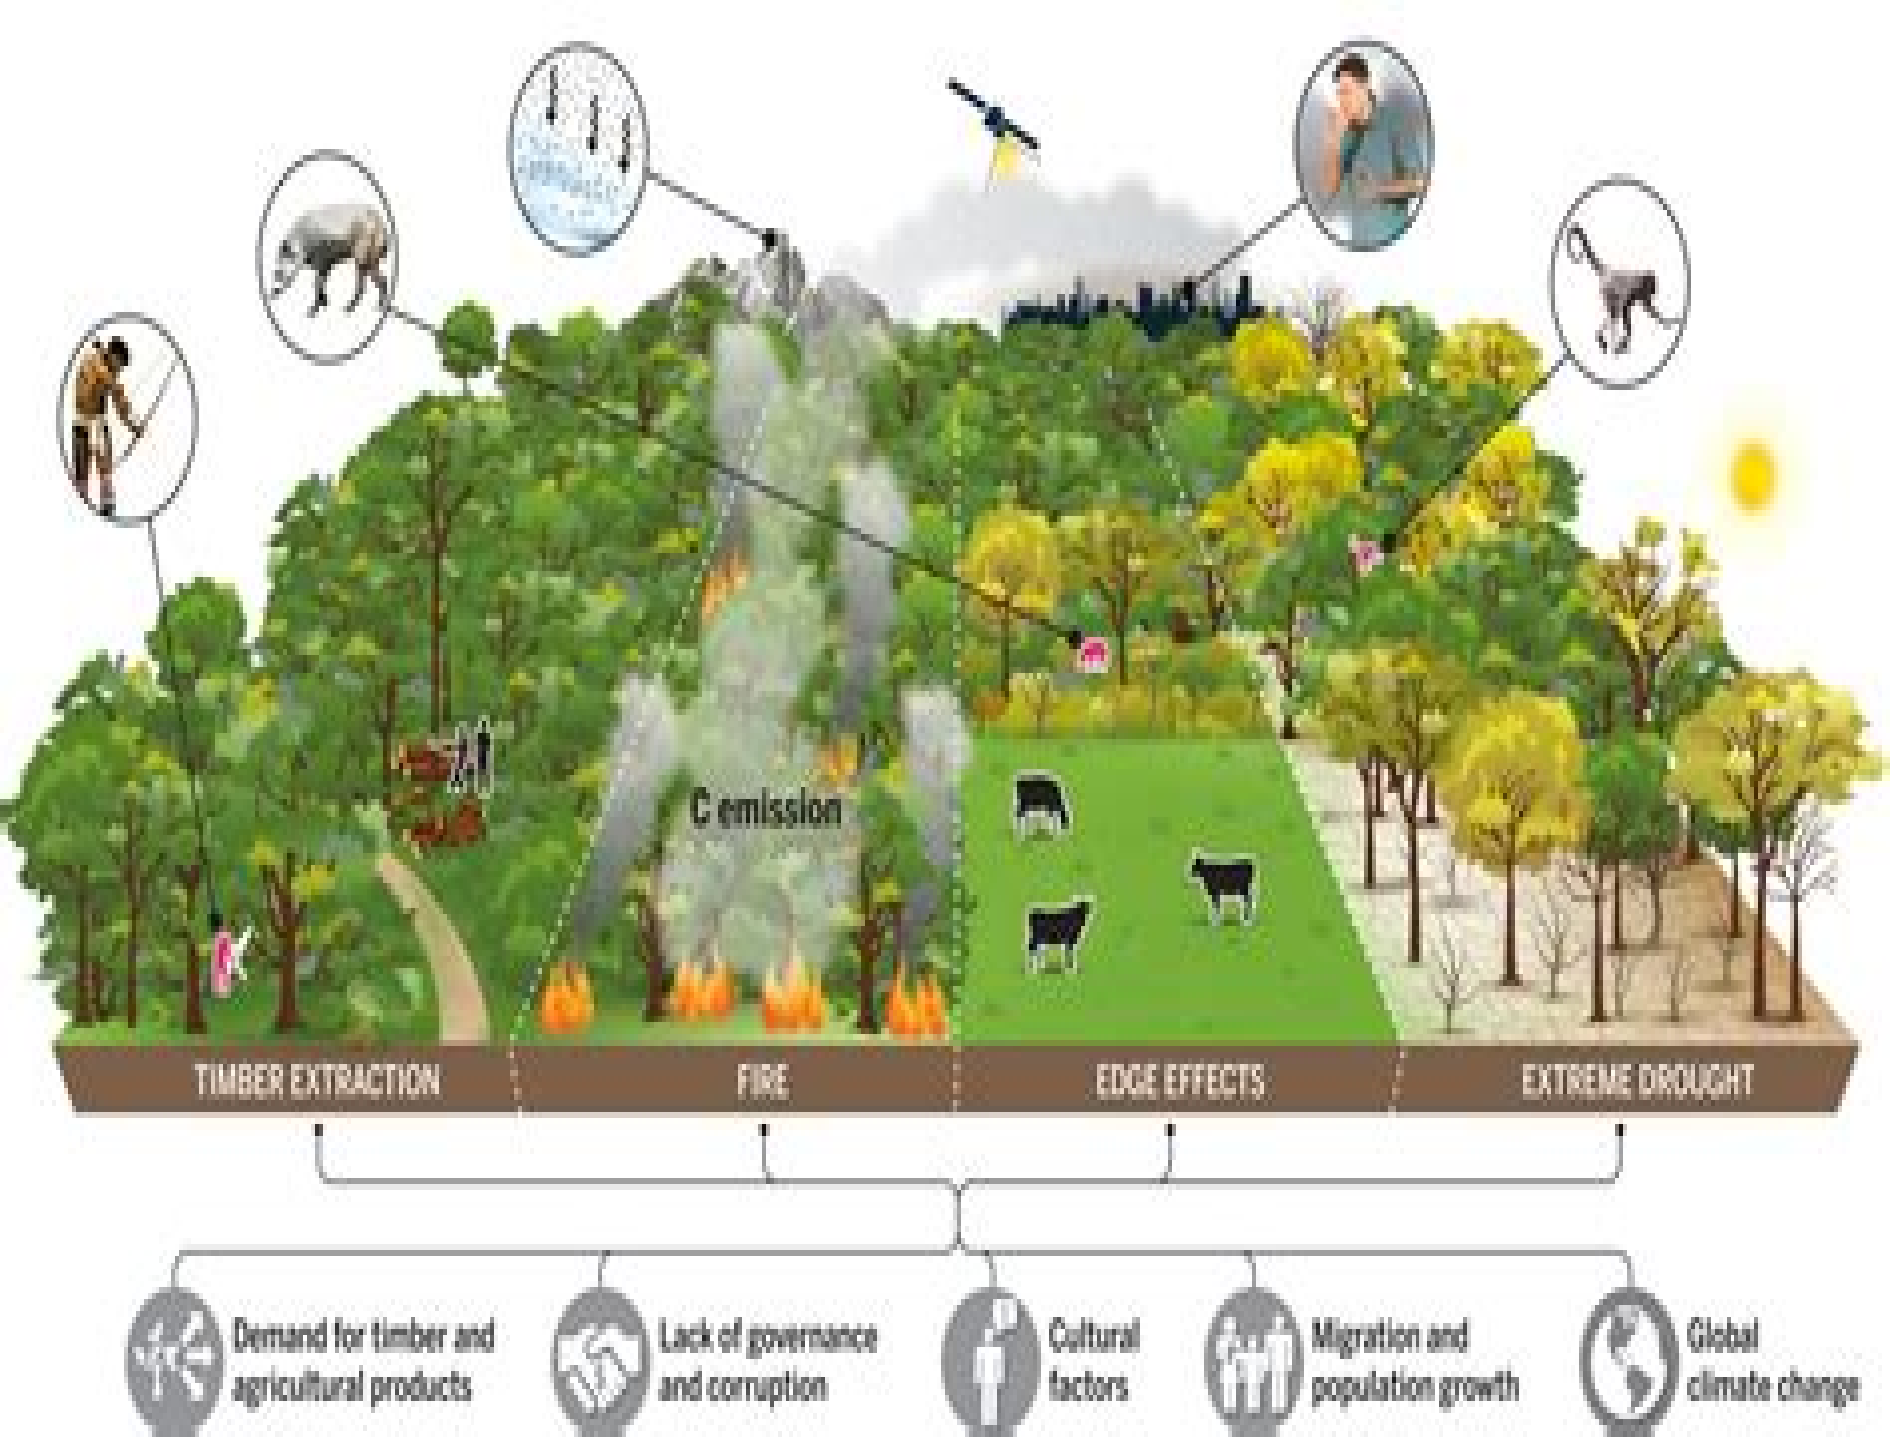 C emission
TIMBER EXTRACTION
FIRE
EDGE EFFECTS
EXTREME DROUGHT
Demand for timber and
agricultural products
Lack of governance
and corruption
Cultural
factors
Migration and
population growth
Global
climate change